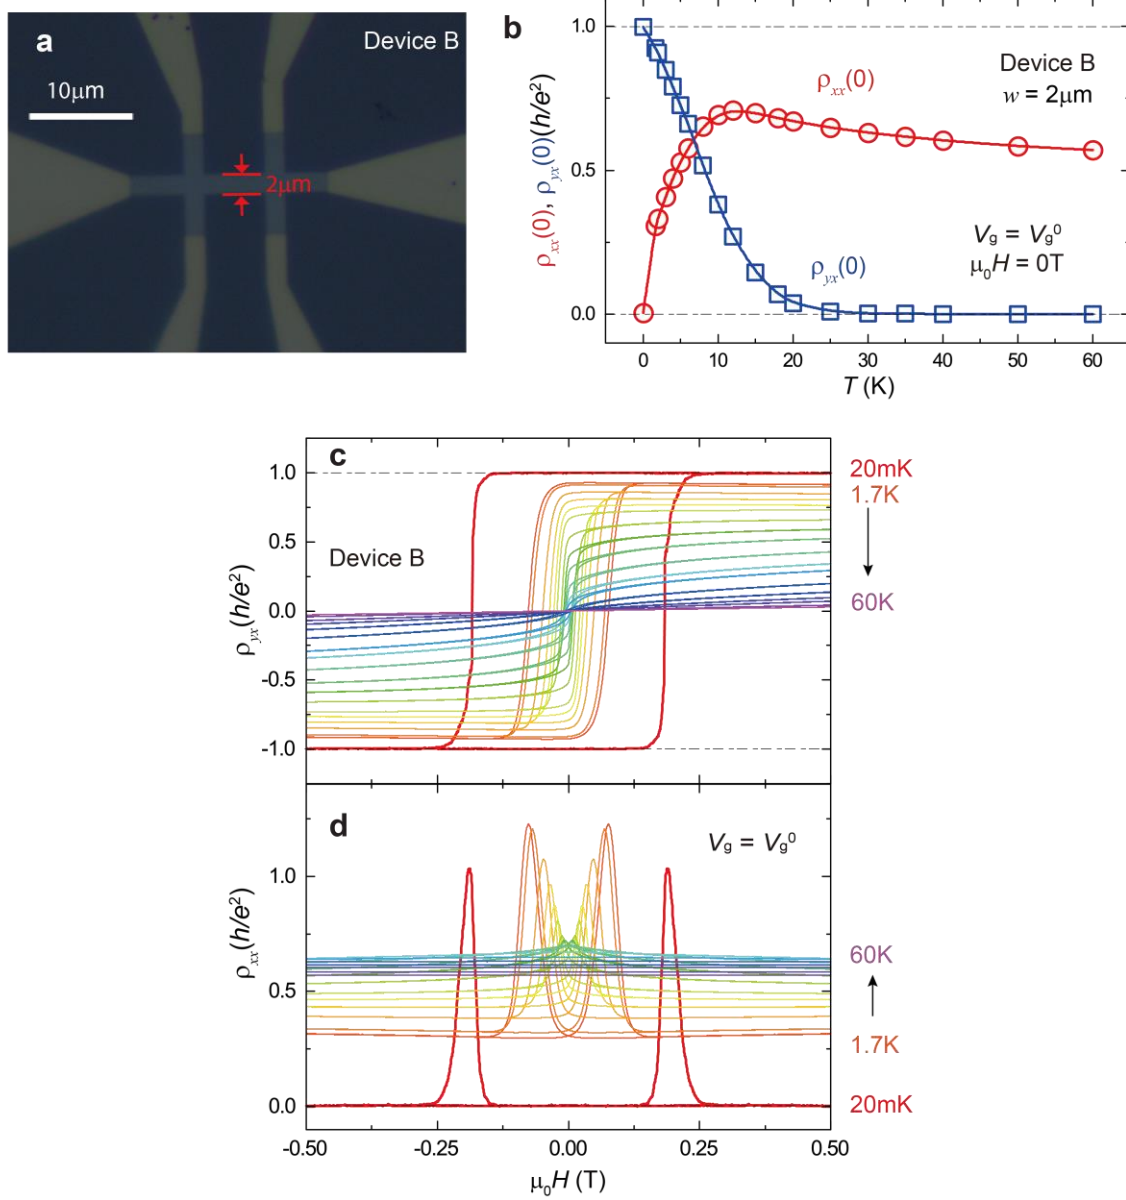 a
Device B
10μm
2μm
b
1.0
0.5
0.0
ρxx(0), ρyx(0)(h/e²)
Device B
w = 2μm
ρxx(0)
ρyx(0)
Vg = Vg⁰
μ₀H = 0T
0 10 20 30 40 50 60
T (K)
c
1.0
0.5
0.0
-0.5
-1.0
ρyx(h/e²)
Device B
20mK
1.7K
60K
d
1.0
0.5
0.0
ρxx(h/e²)
Vg = Vg⁰
60K
1.7K
20mK
-0.50 -0.25 0.00 0.25 0.50
μ₀H (T)